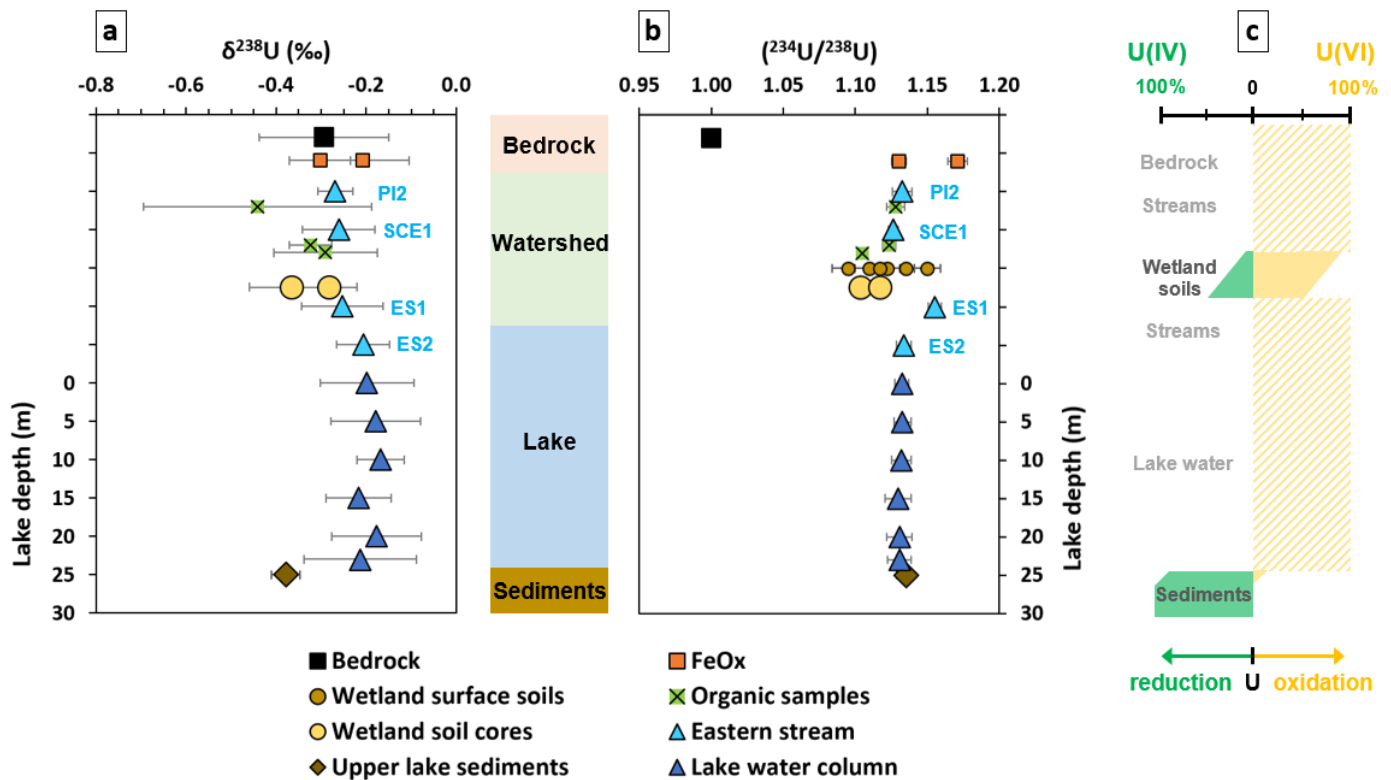 a
δ²³⁸U (‰)
-0.8 -0.6 -0.4 -0.2 0.0
PI2
SCE1
ES1
ES2
Lake depth (m)
0
5
10
15
20
25
30
Bedrock
Watershed
Lake
Sediments
b
(²³⁴U/²³⁸U)
0.95 1.00 1.05 1.10 1.15 1.20
PI2
SCE1
ES1
ES2
0
5
10
15
20
25
30
Lake depth (m)
c
U(IV) U(VI)
100% 0 100%
Bedrock
Streams
Wetland
soils
Streams
Lake water
Sediments
reduction U oxidation
Bedrock
FeOx
Wetland surface soils
Organic samples
Wetland soil cores
Eastern stream
Upper lake sediments
Lake water column